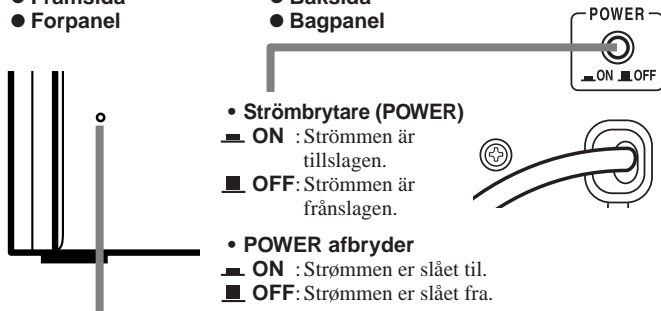 ● Framsida
● Baksida
● Forpanel
● Bagpanel
POWER
ON OFF
• Strömbrytare (POWER)
ON : Strömmen är
tillslagen.
OFF: Strömmen är
frånslagen.
• POWER afbryder
ON : Strømmen er slået til.
OFF: Strømmen er slået fra.